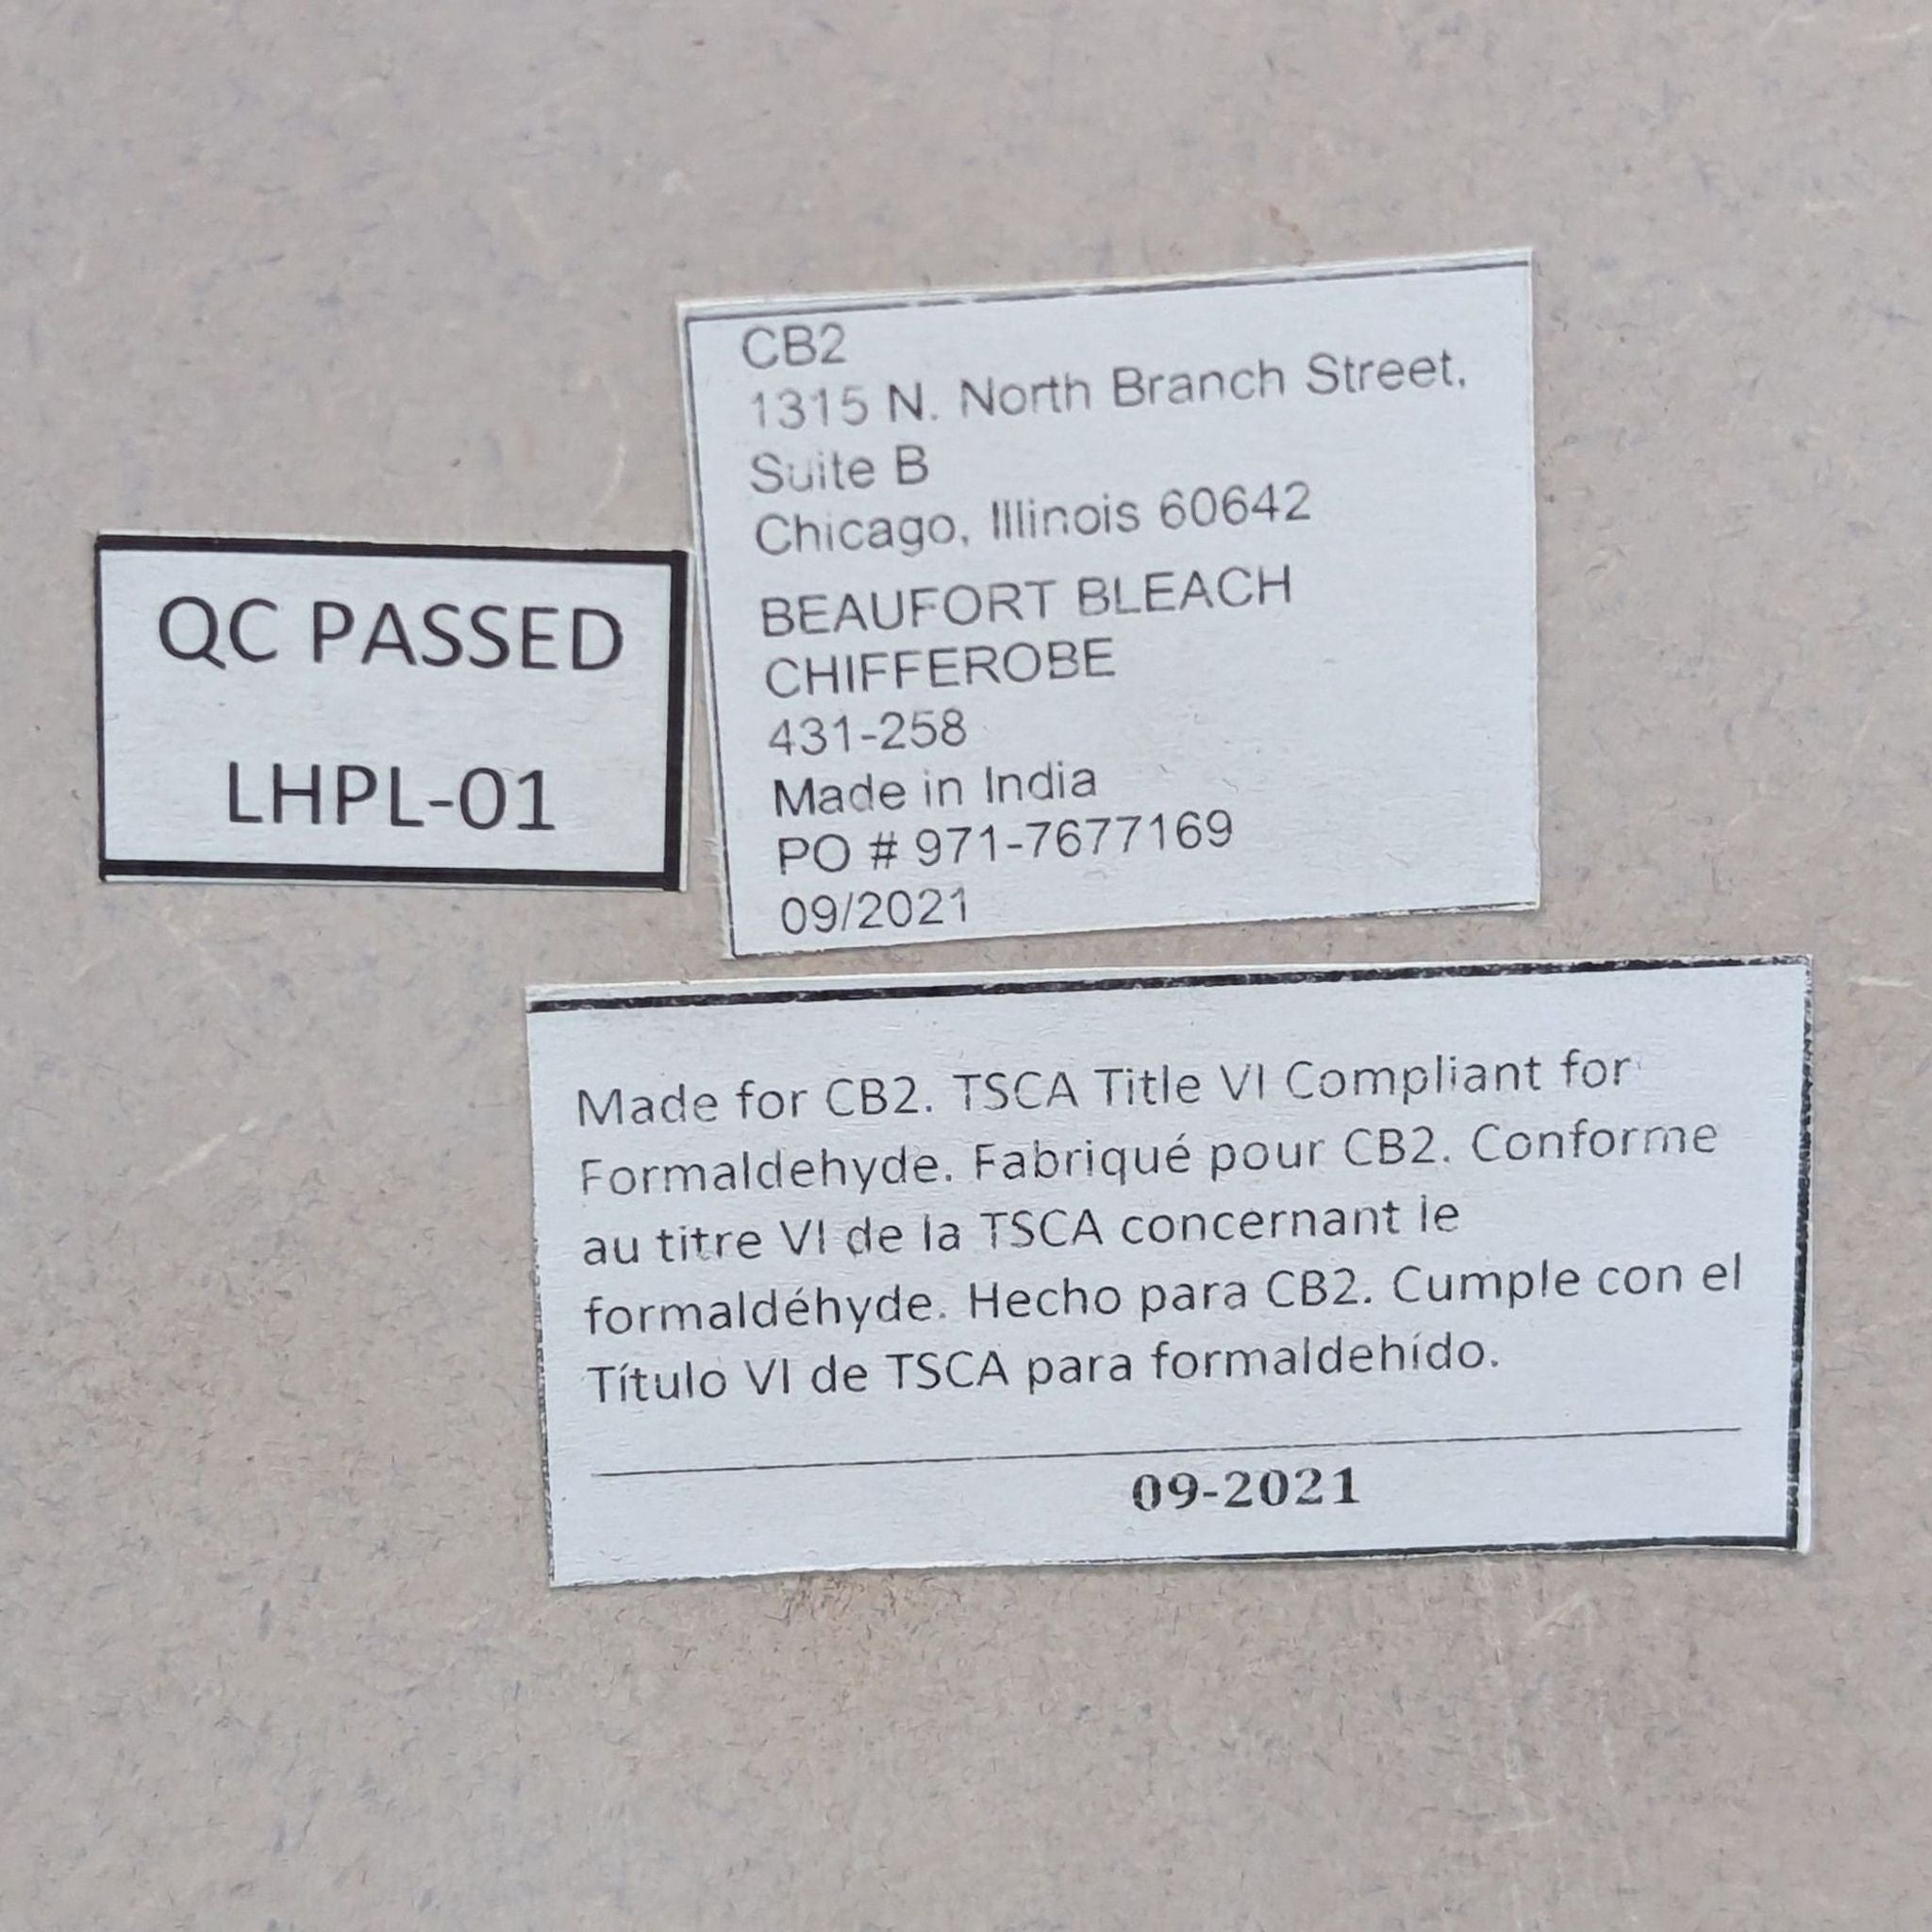 QC PASSED
LHPL-01
CB2
1315 N. North Branch Street,
Suite B
Chicago, Illinois 60642
BEAUFORT BLEACH
CHIFFEROBE
431-258
Made in India
PO # 971-7677169
09/2021
Made for CB2. TSCA Title VI Compliant for
Formaldehyde. Fabriqué pour CB2. Conforme
au titre VI de la TSCA concernant le
formaldéhyde. Hecho para CB2. Cumple con el
Título VI de TSCA para formaldehído.
09-2021